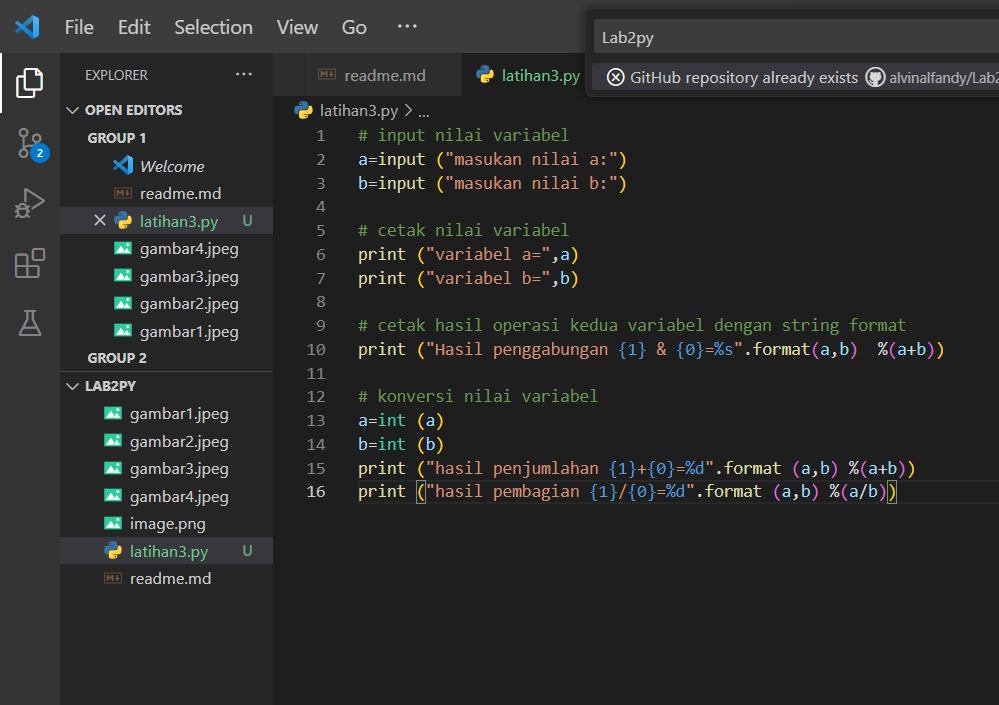 File Edit Selection View Go ···
Lab2py
GitHub repository already exists alvinalfandy/Lab2
EXPLORER ···
OPEN EDITORS
GROUP 1
Welcome
readme.md
latihan3.py U
gambar4.jpeg
gambar3.jpeg
gambar2.jpeg
gambar1.jpeg
GROUP 2
LAB2PY
gambar1.jpeg
gambar2.jpeg
gambar3.jpeg
gambar4.jpeg
image.png
latihan3.py U
readme.md
2
readme.md latihan3.py
latihan3.py > ...
1 # input nilai variabel
2 a=input ("masukan nilai a:")
3 b=input ("masukan nilai b:")
4
5 # cetak nilai variabel
6 print ("variabel a=",a)
7 print ("variabel b=",b)
8
9 # cetak hasil operasi kedua variabel dengan string format
10 print ("Hasil penggabungan {1} & {0}=%s".format(a,b)  %(a+b))
11
12 # konversi nilai variabel
13 a=int (a)
14 b=int (b)
15 print ("hasil penjumlahan {1}+{0}=%d".format (a,b) %(a+b))
16 print ("hasil pembagian {1}/{0}=%d".format (a,b) %(a/b))